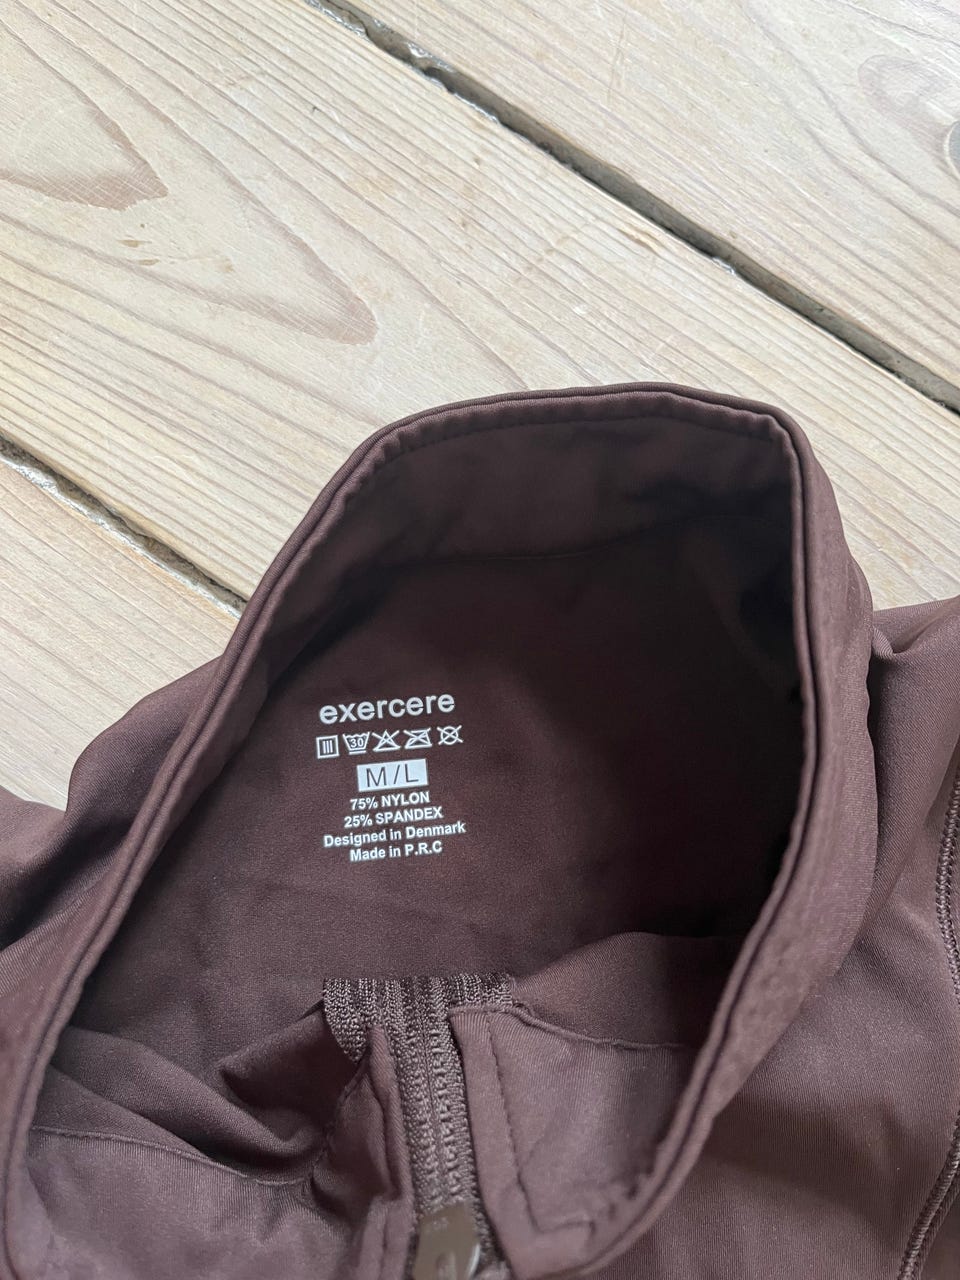 exercere
30
M/L
75% NYLON
25% SPANDEX
Designed in Denmark
Made in P.R.C